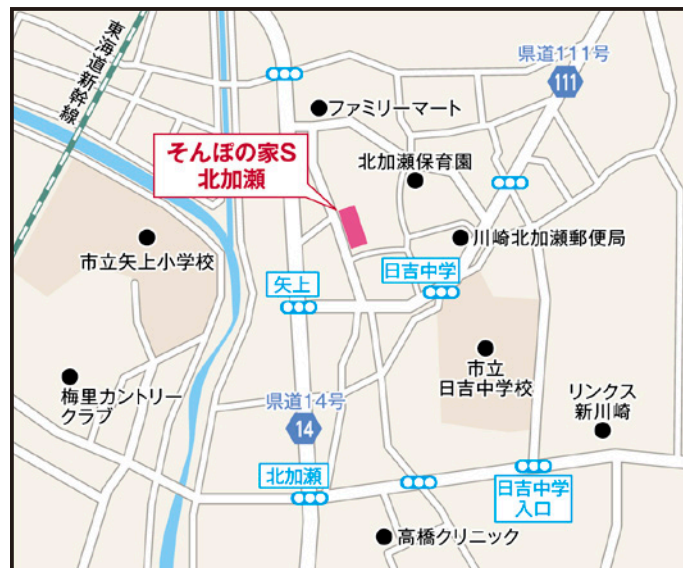 東海道新幹線
県道111号
111
ファミリーマート
そんぽの家S
北加瀬
北加瀬保育園
川崎北加瀬郵便局
市立矢上小学校
矢上
日吉中学
市立
日吉中学校
梅里カントリー
クラブ
県道14号
14
リンクス
新川崎
北加瀬
日吉中学
入口
高橋クリニック